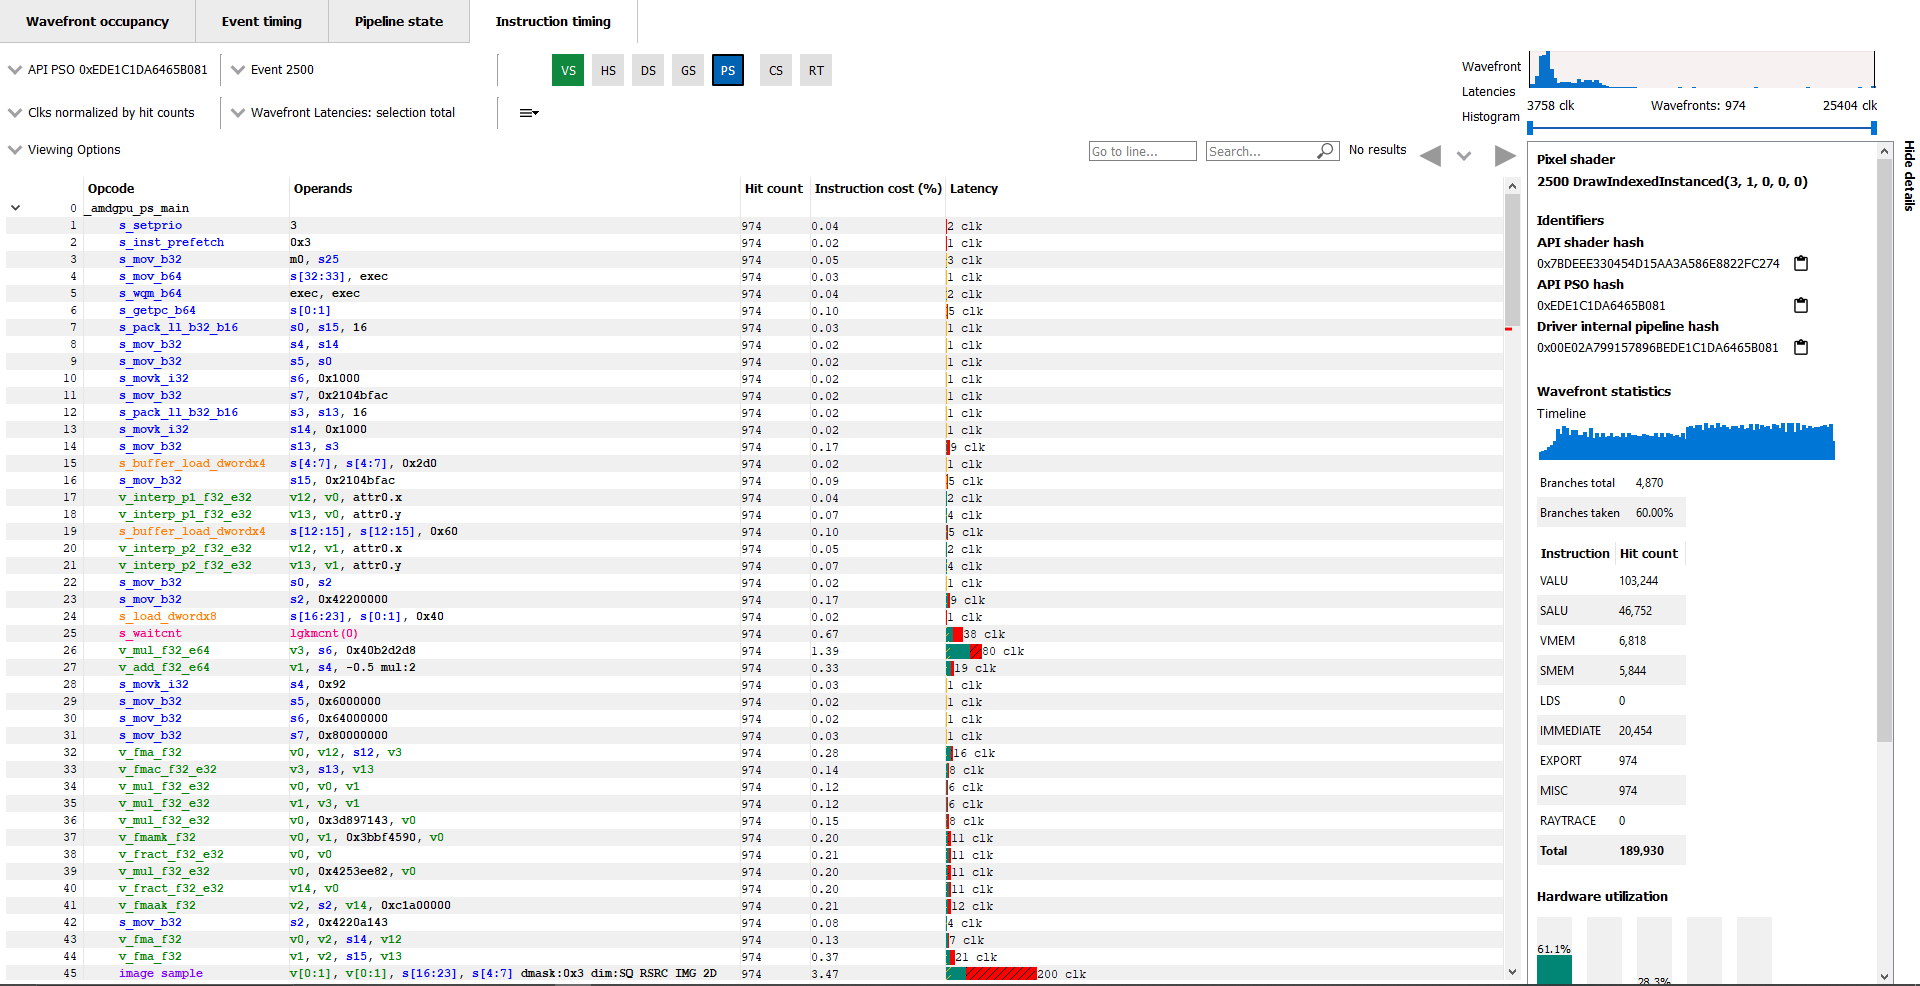 Wavefront occupancy Event timing Pipeline state Instruction timing
API PSO 0xEDE1C1DA6465B081 Event 2500 VS HS DS GS PS CS RT
Clks normalized by hit counts Wavefront Latencies: selection total
Wavefront
Latencies
Histogram
3758 clk Wavefronts: 974 25404 clk
Viewing Options Go to line... Search... No results
Opcode Operands Hit count Instruction cost (%) Latency
0 _amdgpu_ps_main
1 s_setprio 3 974 0.04 2 clk
2 s_inst_prefetch 0x3 974 0.02 1 clk
3 s_mov_b32 m0, s25 974 0.05 3 clk
4 s_mov_b64 s[32:33], exec 974 0.03 1 clk
5 s_wqm_b64 exec, exec 974 0.04 2 clk
6 s_getpc_b64 s[0:1] 974 0.10 5 clk
7 s_pack_ll_b32_b16 s0, s15, 16 974 0.03 1 clk
8 s_mov_b32 s4, s14 974 0.02 1 clk
9 s_mov_b32 s5, s0 974 0.02 1 clk
10 s_movk_i32 s6, 0x1000 974 0.02 1 clk
11 s_mov_b32 s7, 0x2104bfac 974 0.02 1 clk
12 s_pack_ll_b32_b16 s3, s13, 16 974 0.02 1 clk
13 s_movk_i32 s14, 0x1000 974 0.02 1 clk
14 s_mov_b32 s13, s3 974 0.17 9 clk
15 s_buffer_load_dwordx4 s[4:7], s[4:7], 0x2d0 974 0.02 1 clk
16 s_mov_b32 s15, 0x2104bfac 974 0.09 5 clk
17 v_interp_p1_f32_e32 v12, v0, attr0.x 974 0.04 2 clk
18 v_interp_p1_f32_e32 v13, v0, attr0.y 974 0.07 4 clk
19 s_buffer_load_dwordx4 s[12:15], s[12:15], 0x60 974 0.10 5 clk
20 v_interp_p2_f32_e32 v12, v1, attr0.x 974 0.05 2 clk
21 v_interp_p2_f32_e32 v13, v1, attr0.y 974 0.07 4 clk
22 s_mov_b32 s0, s2 974 0.02 1 clk
23 s_mov_b32 s2, 0x42200000 974 0.17 9 clk
24 s_load_dwordx8 s[16:23], s[0:1], 0x40 974 0.02 1 clk
25 s_waitcnt lgkmcnt(0) 974 0.67 38 clk
26 v_mul_f32_e64 v3, s6, 0x40b2d2d8 974 1.39 80 clk
27 v_add_f32_e64 v1, s4, -0.5 mul:2 974 0.33 19 clk
28 s_movk_i32 s4, 0x92 974 0.03 1 clk
29 s_mov_b32 s5, 0x6000000 974 0.02 1 clk
30 s_mov_b32 s6, 0x64000000 974 0.02 1 clk
31 s_mov_b32 s7, 0x80000000 974 0.03 1 clk
32 v_fma_f32 v0, v12, s12, v3 974 0.28 16 clk
33 v_fmac_f32_e32 v3, s13, v13 974 0.14 8 clk
34 v_mul_f32_e32 v0, v0, v1 974 0.12 6 clk
35 v_mul_f32_e32 v1, v3, v1 974 0.12 6 clk
36 v_mul_f32_e32 v0, 0x3d897143, v0 974 0.15 8 clk
37 v_fmamk_f32 v0, v1, 0x3bbf4590, v0 974 0.20 11 clk
38 v_fract_f32_e32 v0, v0 974 0.21 11 clk
39 v_mul_f32_e32 v0, 0x4253ee82, v0 974 0.20 11 clk
40 v_fract_f32_e32 v14, v0 974 0.20 11 clk
41 v_fmaak_f32 v2, s2, v14, 0xc1a00000 974 0.21 12 clk
42 s_mov_b32 s2, 0x4220a143 974 0.08 4 clk
43 v_fma_f32 v0, v2, s14, v12 974 0.13 7 clk
44 v_fma_f32 v1, v2, s15, v13 974 0.37 21 clk
45 image_sample v[0:1], v[0:1], s[16:23], s[4:7] dmask:0x3 dim:SQ_RSRC_IMG_2D 974 3.47 200 clk
Hide details
Pixel shader
2500 DrawIndexedInstanced(3, 1, 0, 0, 0)
Identifiers
API shader hash
0x7BDEEE330454D15AA3A586E8822FC274
API PSO hash
0xEDE1C1DA6465B081
Driver internal pipeline hash
0x00E02A799157896BEDE1C1DA6465B081
Wavefront statistics
Timeline
Branches total 4,870
Branches taken 60.00%
Instruction Hit count
VALU 103,244
SALU 46,752
VMEM 6,818
SMEM 5,844
LDS 0
IMMEDIATE 20,454
EXPORT 974
MISC 974
RAYTRACE 0
Total 189,930
Hardware utilization
61.1%
28.3%